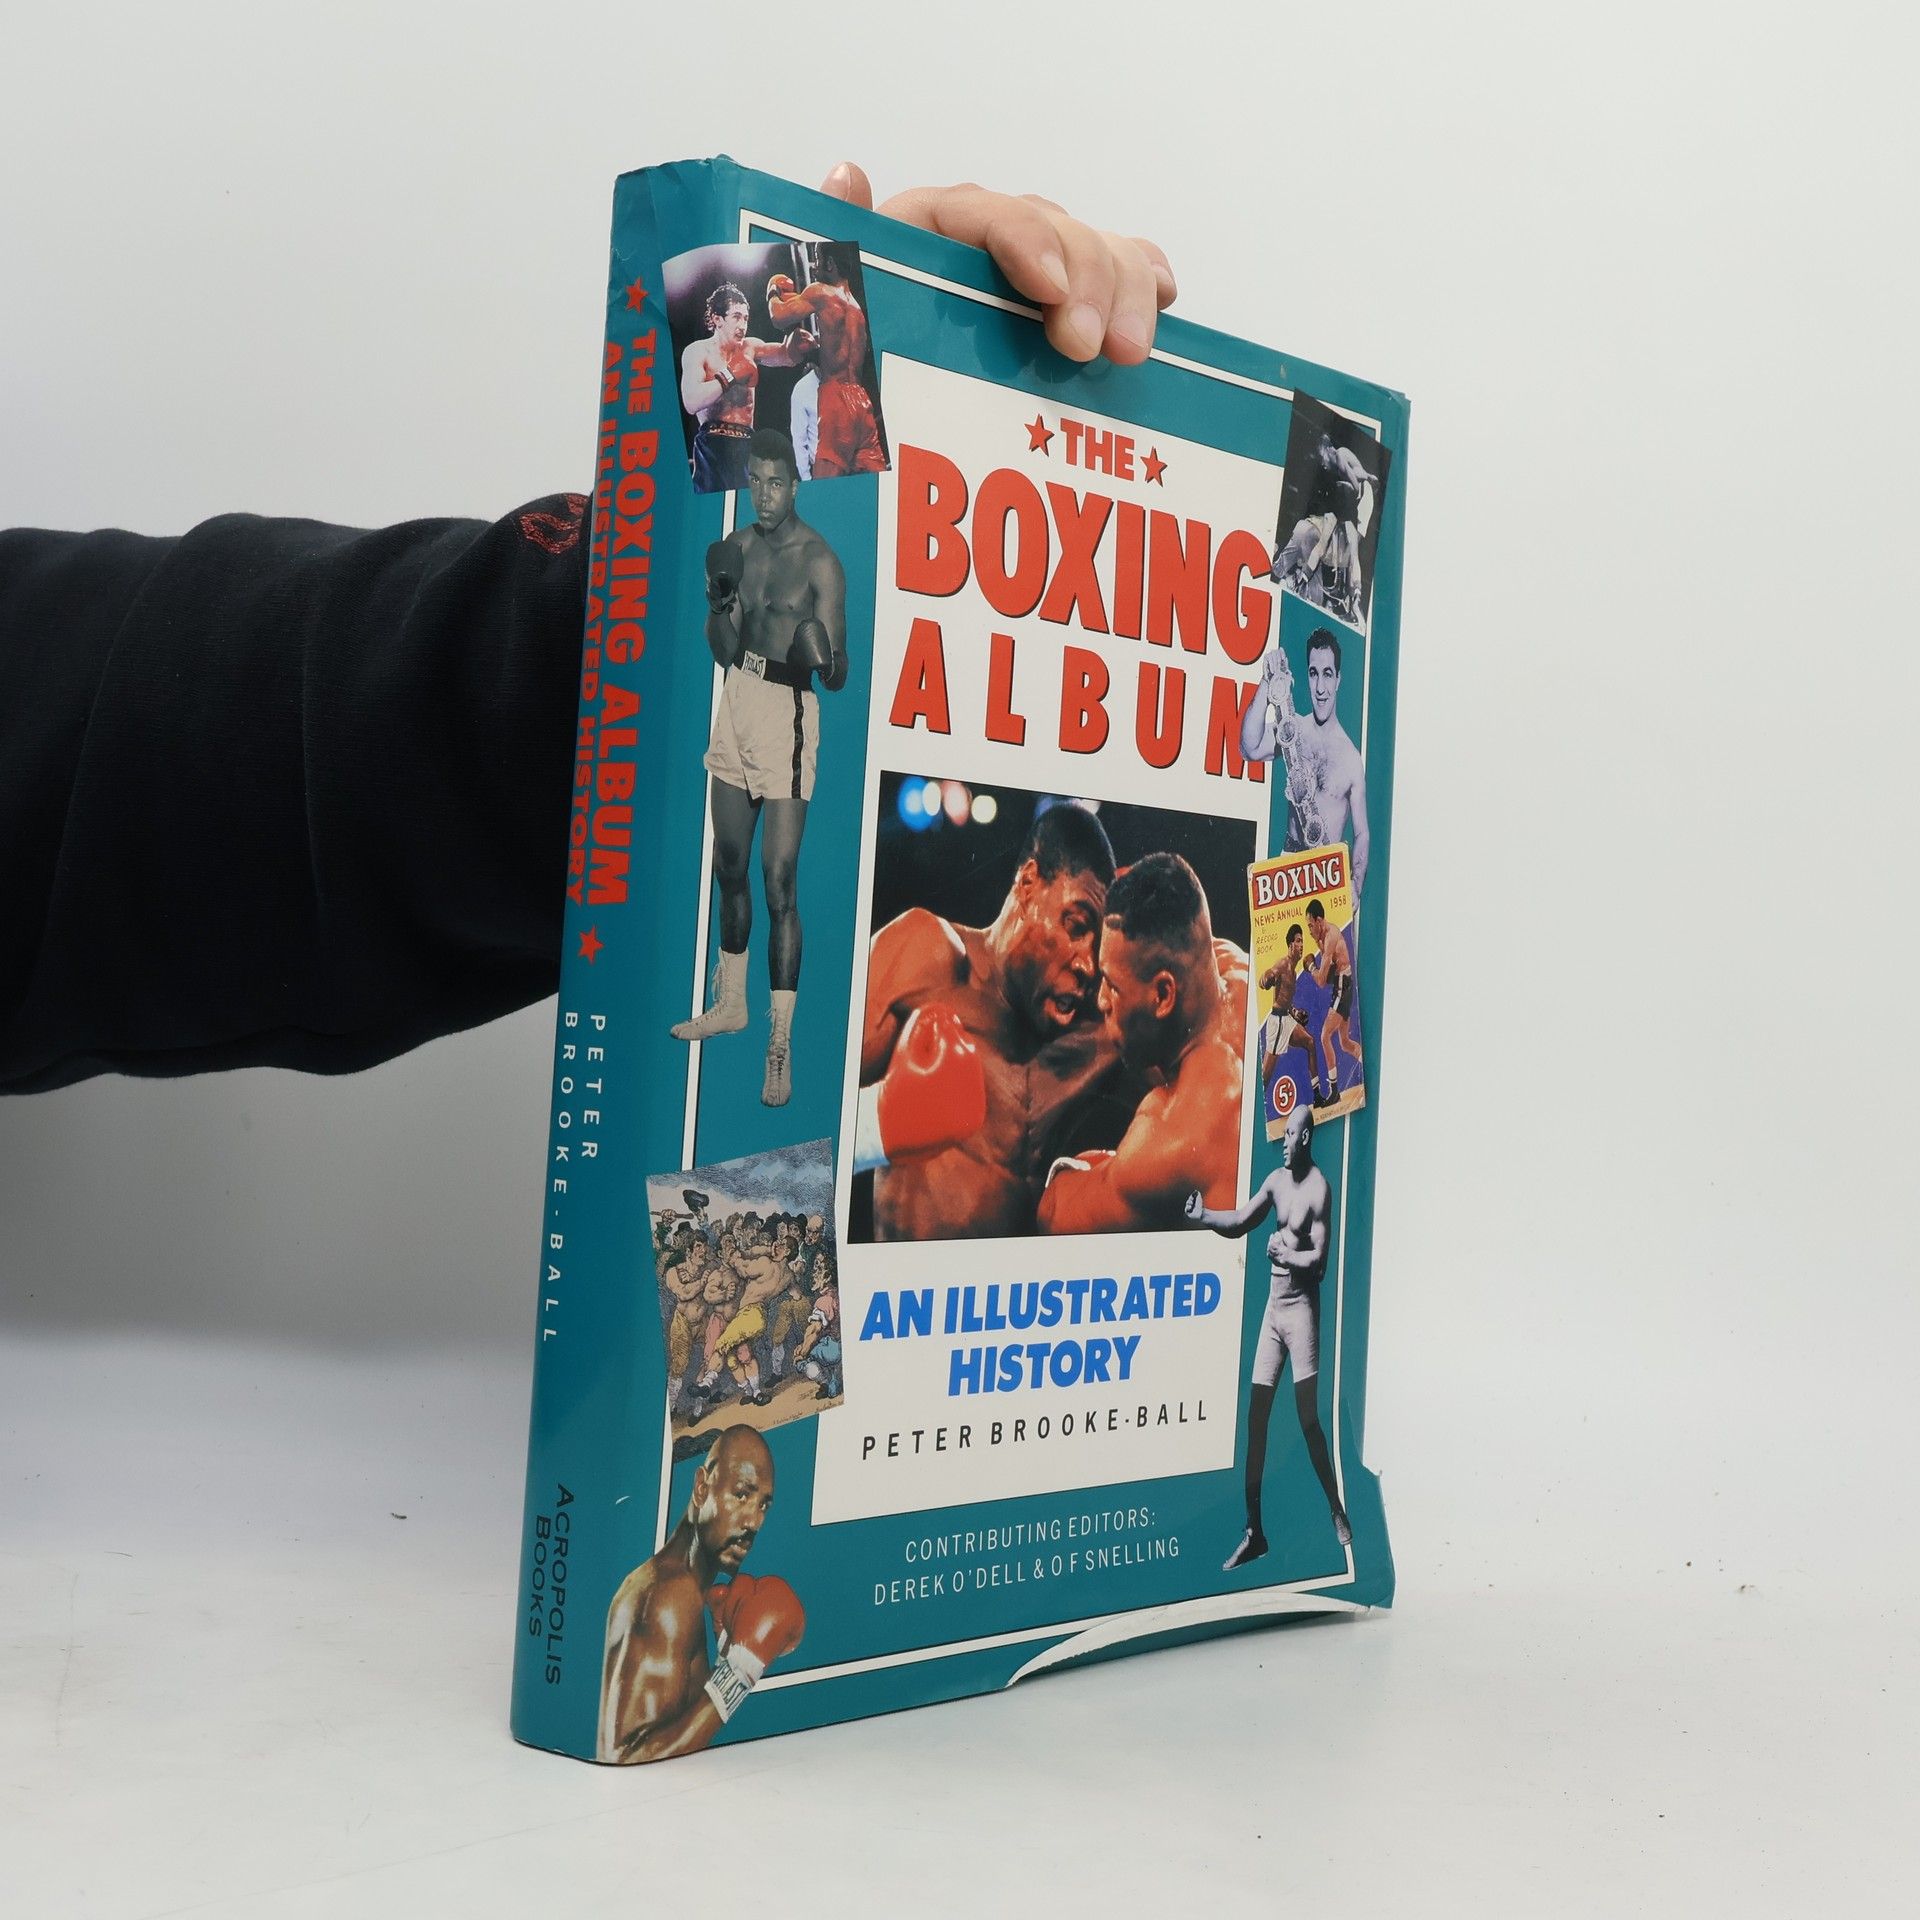 ★ THE BOXING ALBUM ★
AN ILLUSTRATED HISTORY
PETER
BROOKE·BALL
ACROPOLIS
BOOKS
★ THE ★
BOXING
ALBUM
AN ILLUSTRATED
HISTORY
PETER BROOKE·BALL
CONTRIBUTING EDITORS:
DEREK O'DELL & O F SNELLING
BOXING
NEWS ANNUAL 1958
&
RECORD
BOOK
5/-
EVERLAST
EVERLAST